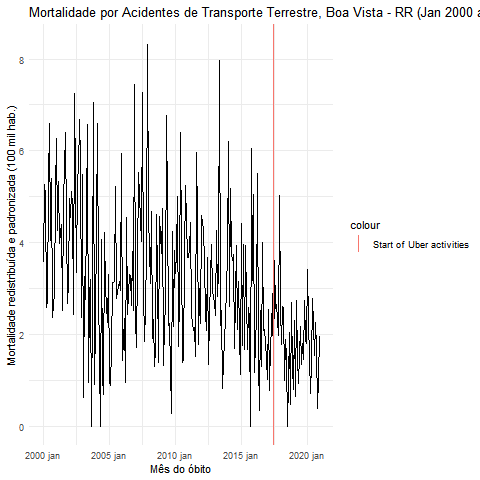 Mortalidade por Acidentes de Transporte Terrestre, Boa Vista - RR (Jan 2000 a
Mortalidade redistribuída e padronizada (100 mil hab.)
8
6
4
2
0
2000 jan
2005 jan
2010 jan
2015 jan
2020 jan
Mês do óbito
colour
Start of Uber activities